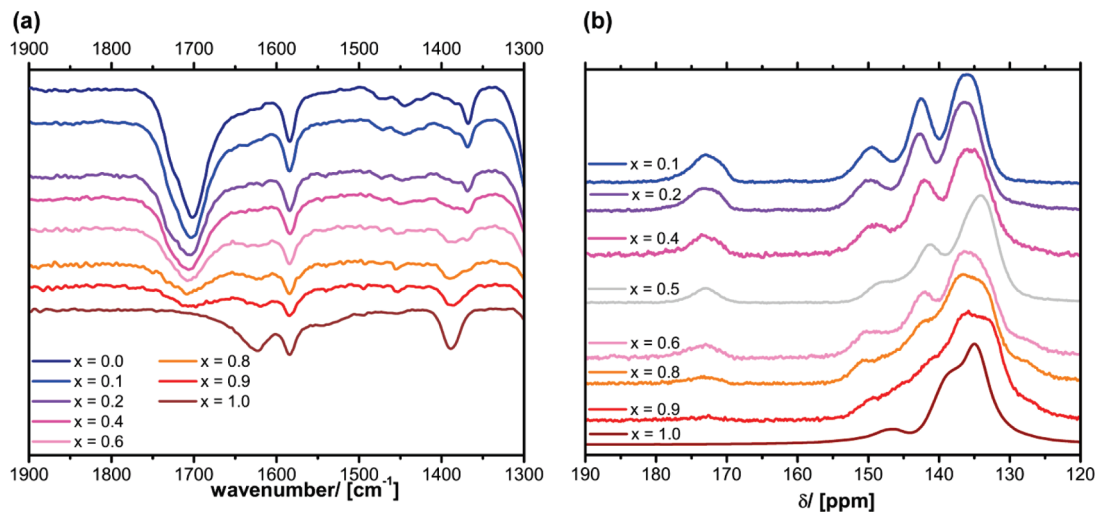 (a)
1900 1800 1700 1600 1500 1400 1300
x = 0.0 x = 0.8
x = 0.1 x = 0.9
x = 0.2 x = 1.0
x = 0.4
x = 0.6
1900 1800 1700 1600 1500 1400 1300
wavenumber/ [cm⁻¹]
(b)
x = 0.1
x = 0.2
x = 0.4
x = 0.5
x = 0.6
x = 0.8
x = 0.9
x = 1.0
190 180 170 160 150 140 130 120
δ/ [ppm]